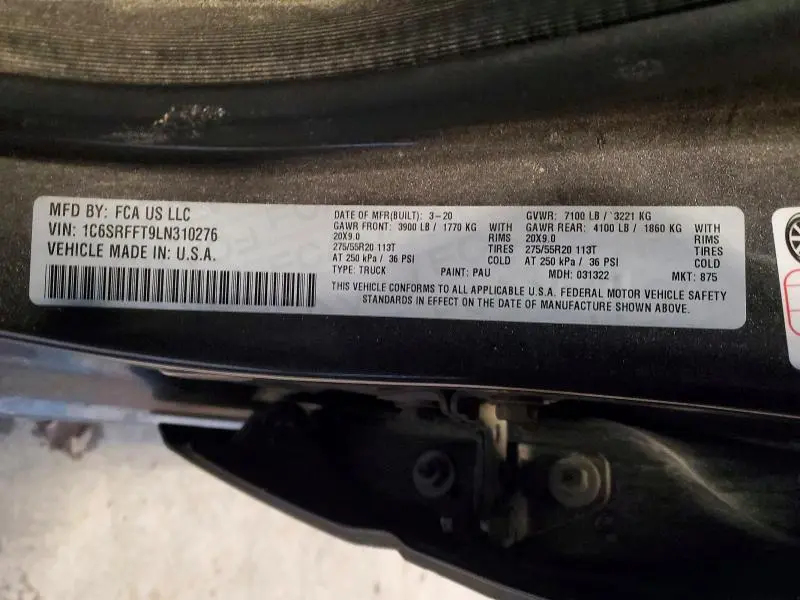 MFD BY: FCA US LLC
VIN: 1C6SRFFT9LN310276
VEHICLE MADE IN: U.S.A.
DATE OF MFR(BUILT): 3-20
GAWR FRONT: 3900 LB / 1770 KG WITH
20X9.0 RIMS
275/55R20 113T TIRES
AT 250 kPa / 36 PSI COLD
TYPE: TRUCK PAINT: PAU
GVWR: 7100 LB / 3221 KG
GAWR REAR: 4100 LB / 1860 KG WITH
20X9.0 RIMS
275/55R20 113T TIRES
AT 250 kPa / 36 PSI COLD
MDH: 031322 MKT: 875
THIS VEHICLE CONFORMS TO ALL APPLICABLE U.S.A. FEDERAL MOTOR VEHICLE SAFETY
STANDARDS IN EFFECT ON THE DATE OF MANUFACTURE SHOWN ABOVE.